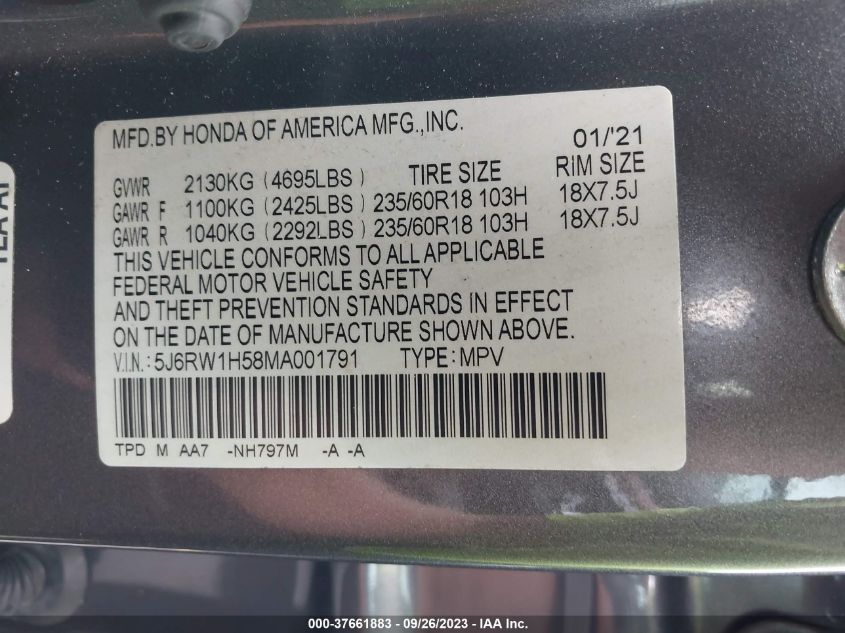 MFD.BY HONDA OF AMERICA MFG.,INC. 01/'21
TIRE SIZE RIM SIZE
GVWR 2130KG (4695LBS)
GAWR F 1100KG (2425LBS) 235/60R18 103H 18X7.5J
GAWR R 1040KG (2292LBS) 235/60R18 103H 18X7.5J
THIS VEHICLE CONFORMS TO ALL APPLICABLE
FEDERAL MOTOR VEHICLE SAFETY
AND THEFT PREVENTION STANDARDS IN EFFECT
ON THE DATE OF MANUFACTURE SHOWN ABOVE.
V.I.N.: 5J6RW1H58MA001791 TYPE: MPV
TPD M AA7 -NH797M -A -A
000-37661883 - 09/26/2023 - IAA Inc.